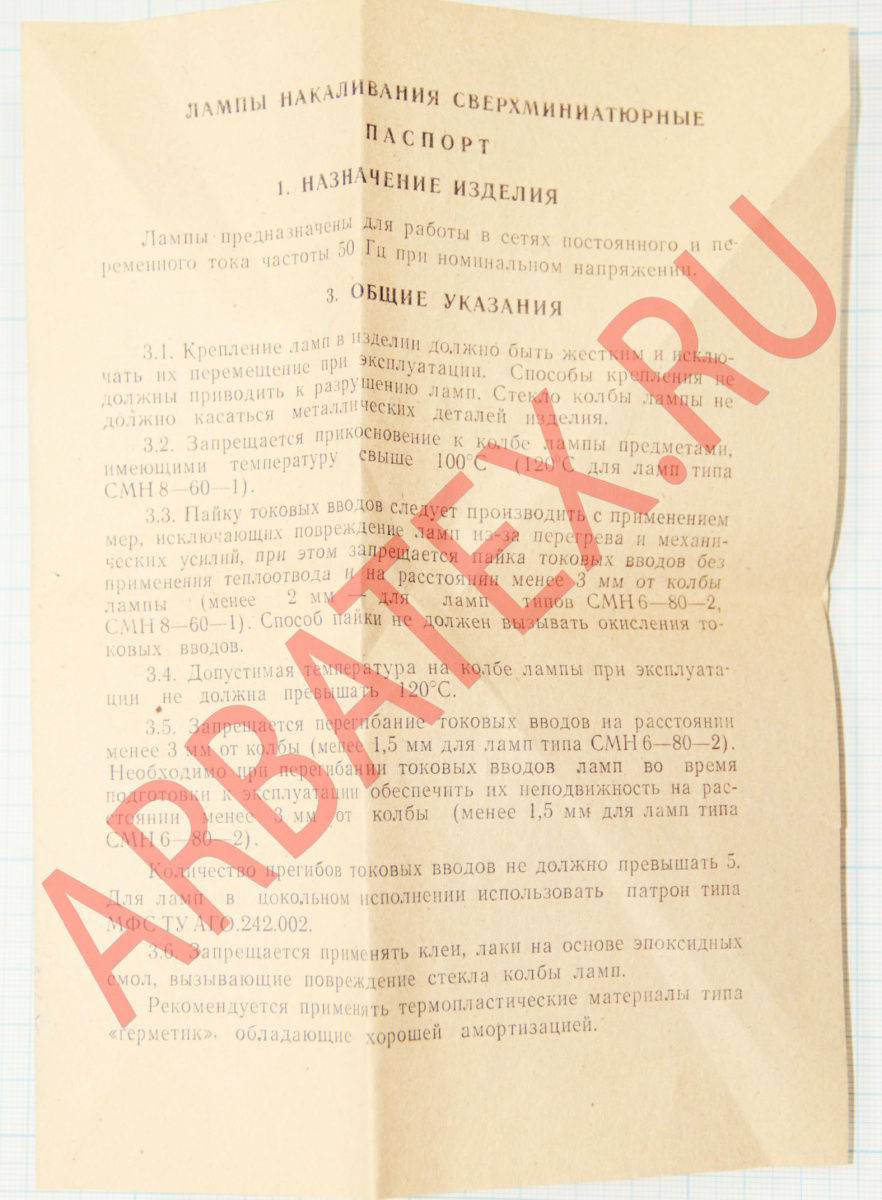 ЛАМПЫ НАКАЛИВАНИЯ СВЕРХМИНИАТЮРНЫЕ
ПАСПОРТ
1. НАЗНАЧЕНИЕ ИЗДЕЛИЯ
Лампы предназначены для работы в сетях постоянного и пе-
ременного тока частоты 50 Гц при номинальном напряжении.
3. ОБЩИЕ УКАЗАНИЯ
3.1. Крепление ламп в изделии должно быть жестким и исклю-
чать их перемещение при эксплуатации. Способы крепления не
должны приводить к разрушению ламп. Стекло колбы лампы не
должно касаться металлических деталей изделия.
3.2. Запрещается прикосновение к колбе лампы предметами,
имеющими температуру свыше 100°С (120°С для ламп типа
СМН 8—60—1).
3.3. Пайку токовых вводов следует производить с применением
мер, исключающих повреждение ламп из-за перегрева и механи-
ческих усилий, при этом запрещается пайка токовых вводов без
применения теплоотвода и на расстоянии менее 3 мм от колбы
лампы (менее 2 мм — для ламп типов СМН 6—80—2,
СМН 8—60—1). Способ пайки не должен вызывать окисления то-
ковых вводов.
3.4. Допустимая температура на колбе лампы при эксплуата-
ции не должна превышать 120°С.
3.5. Запрещается перегибание токовых вводов на расстоянии
менее 3 мм от колбы (менее 1,5 мм для ламп типа СМН 6—80—2).
Необходимо при перегибании токовых вводов ламп во время
подготовки к эксплуатации обеспечить их неподвижность на рас-
стоянии менее 3 мм от колбы (менее 1,5 мм для ламп типа
СМН 6—80—2).
Количество прегибов токовых вводов не должно превышать 5.
Для ламп в цокольном исполнении использовать патрон типа
МФС ТУ АГ0.242.002.
3.6. Запрещается применять клеи, лаки на основе эпоксидных
смол, вызывающие повреждение стекла колбы ламп.
Рекомендуется применять термопластические материалы типа
«герметик», обладающие хорошей амортизацией.
ARBATEX.RU